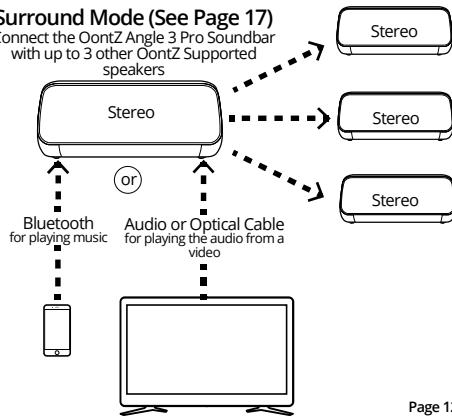 Surround Mode (See Page 17)
Connect the OontZ Angle 3 Pro Soundbar
with up to 3 other OontZ Supported
speakers
Stereo
Stereo
Stereo
Stereo
or
Bluetooth
for playing music
Audio or Optical Cable
for playing the audio from a
video